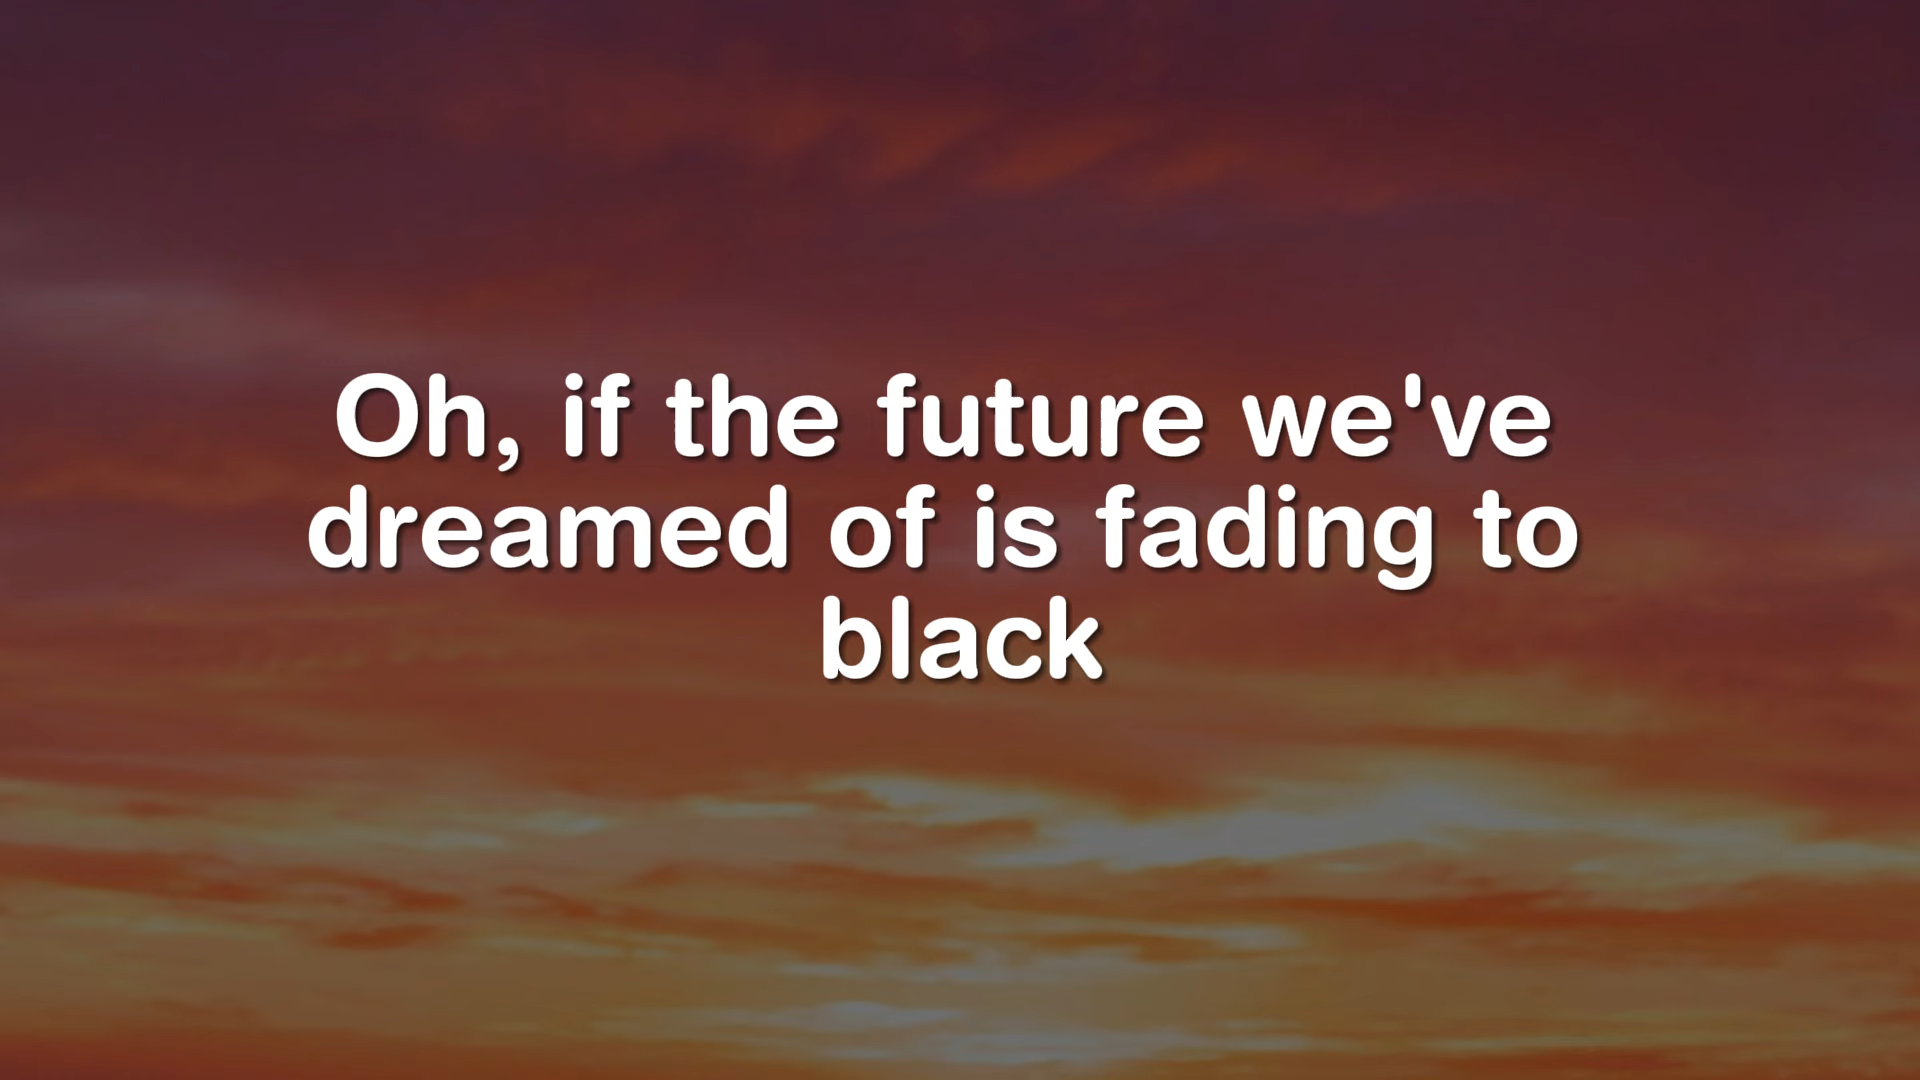 Oh, if the future we've
dreamed of is fading to
black